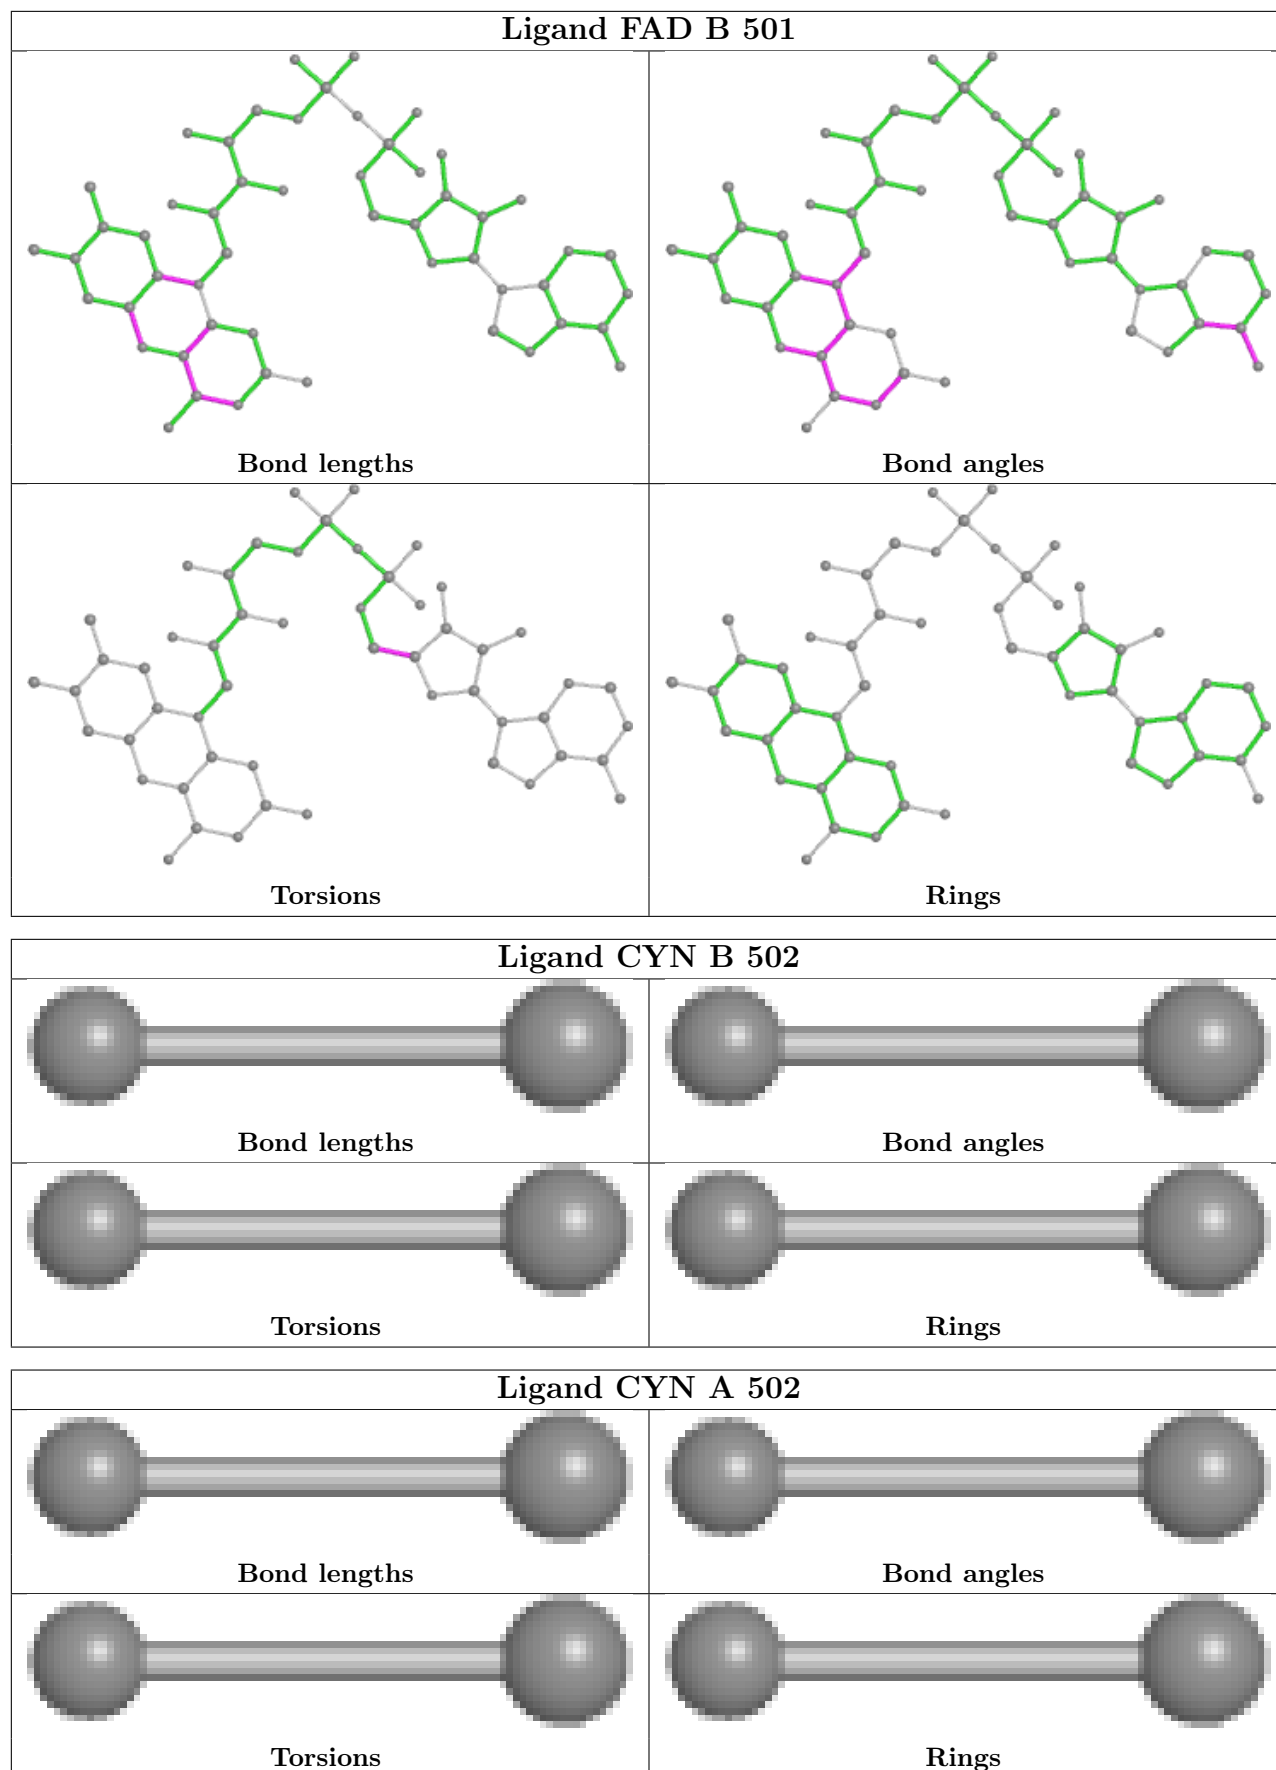 Ligand FAD B 501
Bond lengths
Bond angles
Torsions
Rings
Ligand CYN B 502
Bond lengths
Bond angles
Torsions
Rings
Ligand CYN A 502
Bond lengths
Bond angles
Torsions
Rings